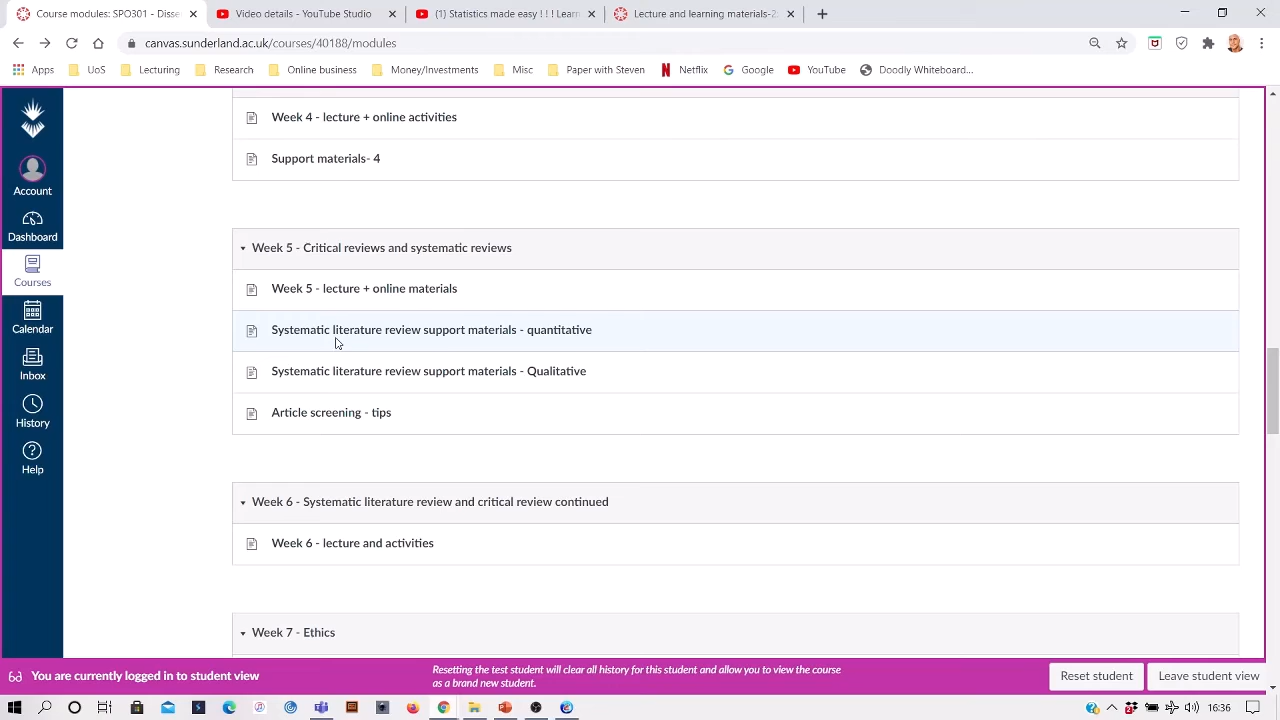 Course modules: SPO301 - Disse
Video details - YouTube Studio
(1) Statistics made easy ! ! ! Learn
Lecture and learning materials-2
canvas.sunderland.ac.uk/courses/40188/modules
Apps
UoS
Lecturing
Research
Online business
Money/Investments
Misc
Paper with Steven
Netflix
Google
YouTube
Doodly Whiteboard...
Account
Dashboard
Courses
Calendar
Inbox
History
Help
Week 4 - lecture + online activities
Support materials- 4
Week 5 - Critical reviews and systematic reviews
Week 5 - lecture + online materials
Systematic literature review support materials - quantitative
Systematic literature review support materials - Qualitative
Article screening - tips
Week 6 - Systematic literature review and critical review continued
Week 6 - lecture and activities
Week 7 - Ethics
You are currently logged in to student view
Resetting the test student will clear all history for this student and allow you to view the course
as a brand new student.
Reset student
Leave student view
16:36